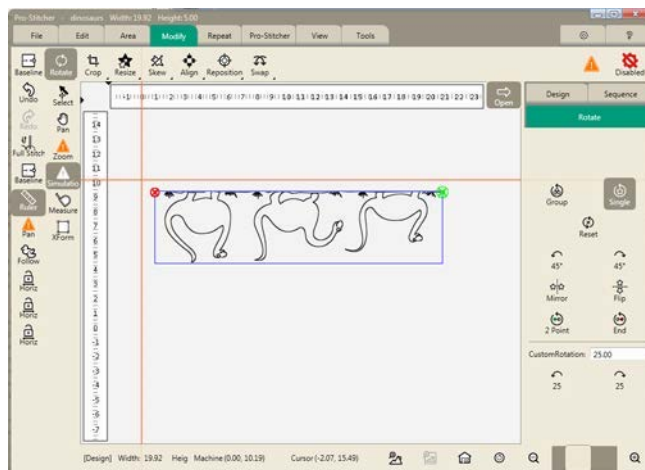 Pro-Stitcher - dinosaurs Width: 19.92 Height: 5.00
File Edit Area Modify Repeat Pro-Stitcher View Tools
Baseline Rotate Crop Resize Skew Align Reposition Swap Disabled
Undo Select
Redo Pan
Full Stitch Zoom
Baseline Simulatio
Ruler Measure
Pan XForm
Follow
Horiz
Horiz
Horiz
Open
Design Sequence
Rotate
Group Single
Reset
45° 45°
Mirror Flip
2 Point End
CustomRotation: 25.00
25 25
[Design] Width: 19.92 Heig Machine (0.00, 10.19) Cursor (-2.07, 15.49)